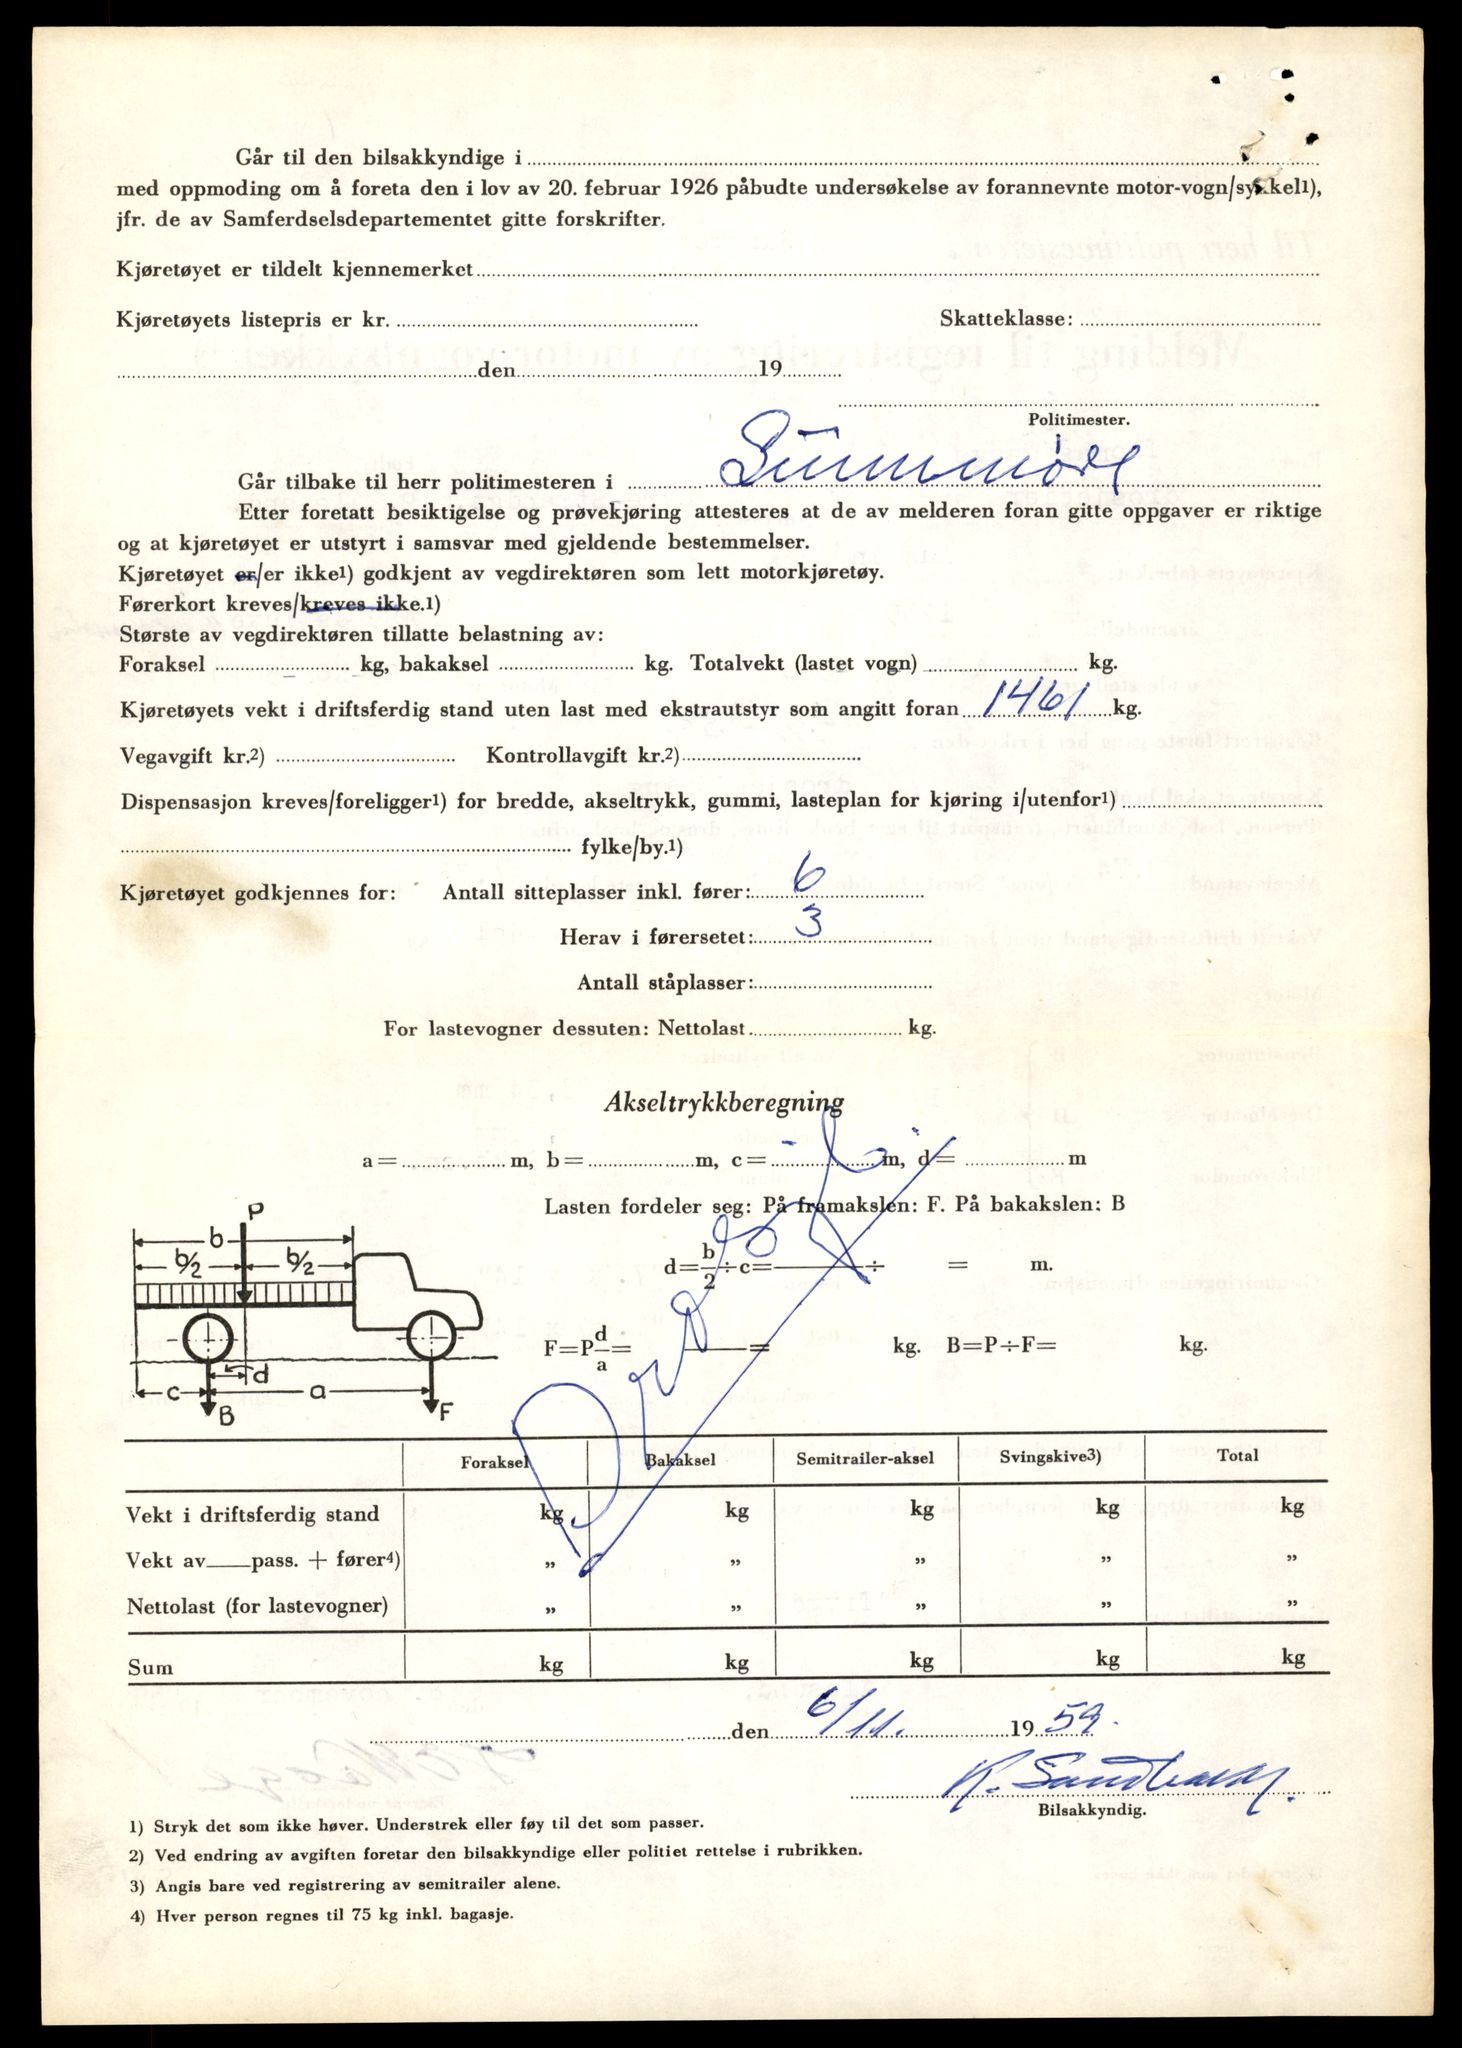 Går til den bilsakkyndige i
med oppmoding om å foreta den i lov av 20. februar 1926 påbudte undersøkelse av forannevnte motor-vogn/sykkel1),
jfr. de av Samferdselsdepartementet gitte forskrifter.
Kjøretøyet er tildelt kjennemerket
Kjøretøyets listepris er kr. Skatteklasse:
den 19
Politimester.
Går tilbake til herr politimesteren i Sunnmøre
Etter foretatt besiktigelse og prøvekjøring attesteres at de av melderen foran gitte oppgaver er riktige
og at kjøretøyet er utstyrt i samsvar med gjeldende bestemmelser.
Kjøretøyet er/er ikke1) godkjent av vegdirektøren som lett motorkjøretøy.
Førerkort kreves/kreves ikke.1)
Største av vegdirektøren tillatte belastning av:
Foraksel kg, bakaksel kg. Totalvekt (lastet vogn) kg.
Kjøretøyets vekt i driftsferdig stand uten last med ekstrautstyr som angitt foran 1461 kg.
Vegavgift kr.2) Kontrollavgift kr.2)
Dispensasjon kreves/foreligger1) for bredde, akseltrykk, gummi, lasteplan for kjøring i/utenfor1)
fylke/by.1)
Kjøretøyet godkjennes for: Antall sitteplasser inkl. fører: 6
Herav i førersetet: 3
Antall ståplasser:
For lastevogner dessuten: Nettolast kg.
Akseltrykkberegning
a = m, b = m, c = m, d = m
Lasten fordeler seg: På framakslen: F. På bakakslen: B
d = b/2 ÷ c = ÷ = m.
F = P d/a = = kg. B = P ÷ F = kg.
P
b
b/2 b/2
d
c a
B F
Drosje
Foraksel Bakaksel Semitrailer-aksel Svingskive3) Total
Vekt i driftsferdig stand kg kg kg kg kg
Vekt av pass. + fører4) „ „ „ „ „
Nettolast (for lastevogner) „ „ „ „ „
Sum kg kg kg kg kg
den 6/11. 1959.
Bilsakkyndig.
1) Stryk det som ikke høver. Understrek eller føy til det som passer.
2) Ved endring av avgiften foretar den bilsakkyndige eller politiet rettelse i rubrikken.
3) Angis bare ved registrering av semitrailer alene.
4) Hver person regnes til 75 kg inkl. bagasje.